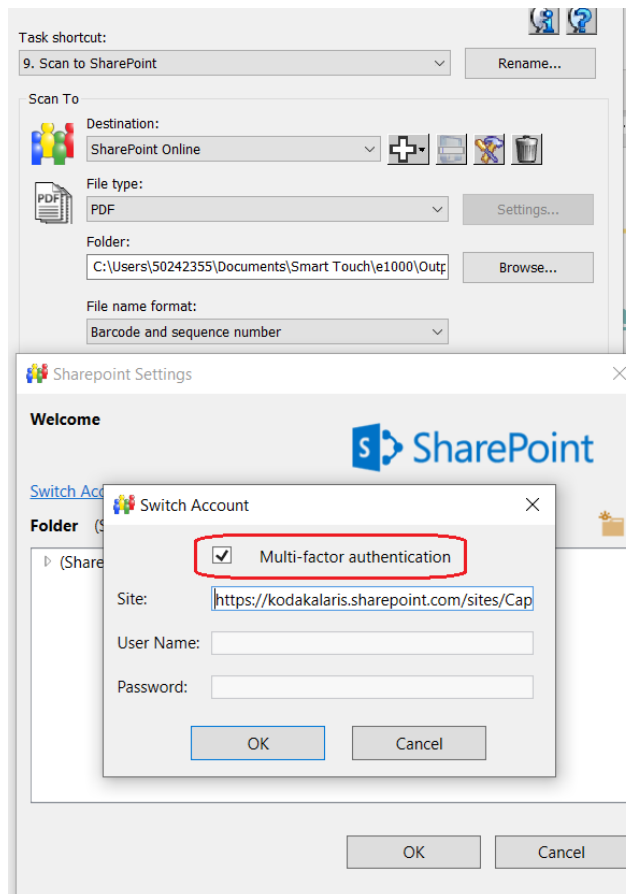 Task shortcut:
9. Scan to SharePoint
Rename...
Scan To
Destination:
SharePoint Online
PDF
File type:
PDF
Settings...
Folder:
C:\Users\50242355\Documents\Smart Touch\e1000\Outp
Browse...
File name format:
Barcode and sequence number
Sharepoint Settings
Welcome
S SharePoint
Switch Acc
Folder (S
(Share
Switch Account
Multi-factor authentication
Site:
https://kodakalaris.sharepoint.com/sites/Cap
User Name:
Password:
OK Cancel
OK Cancel